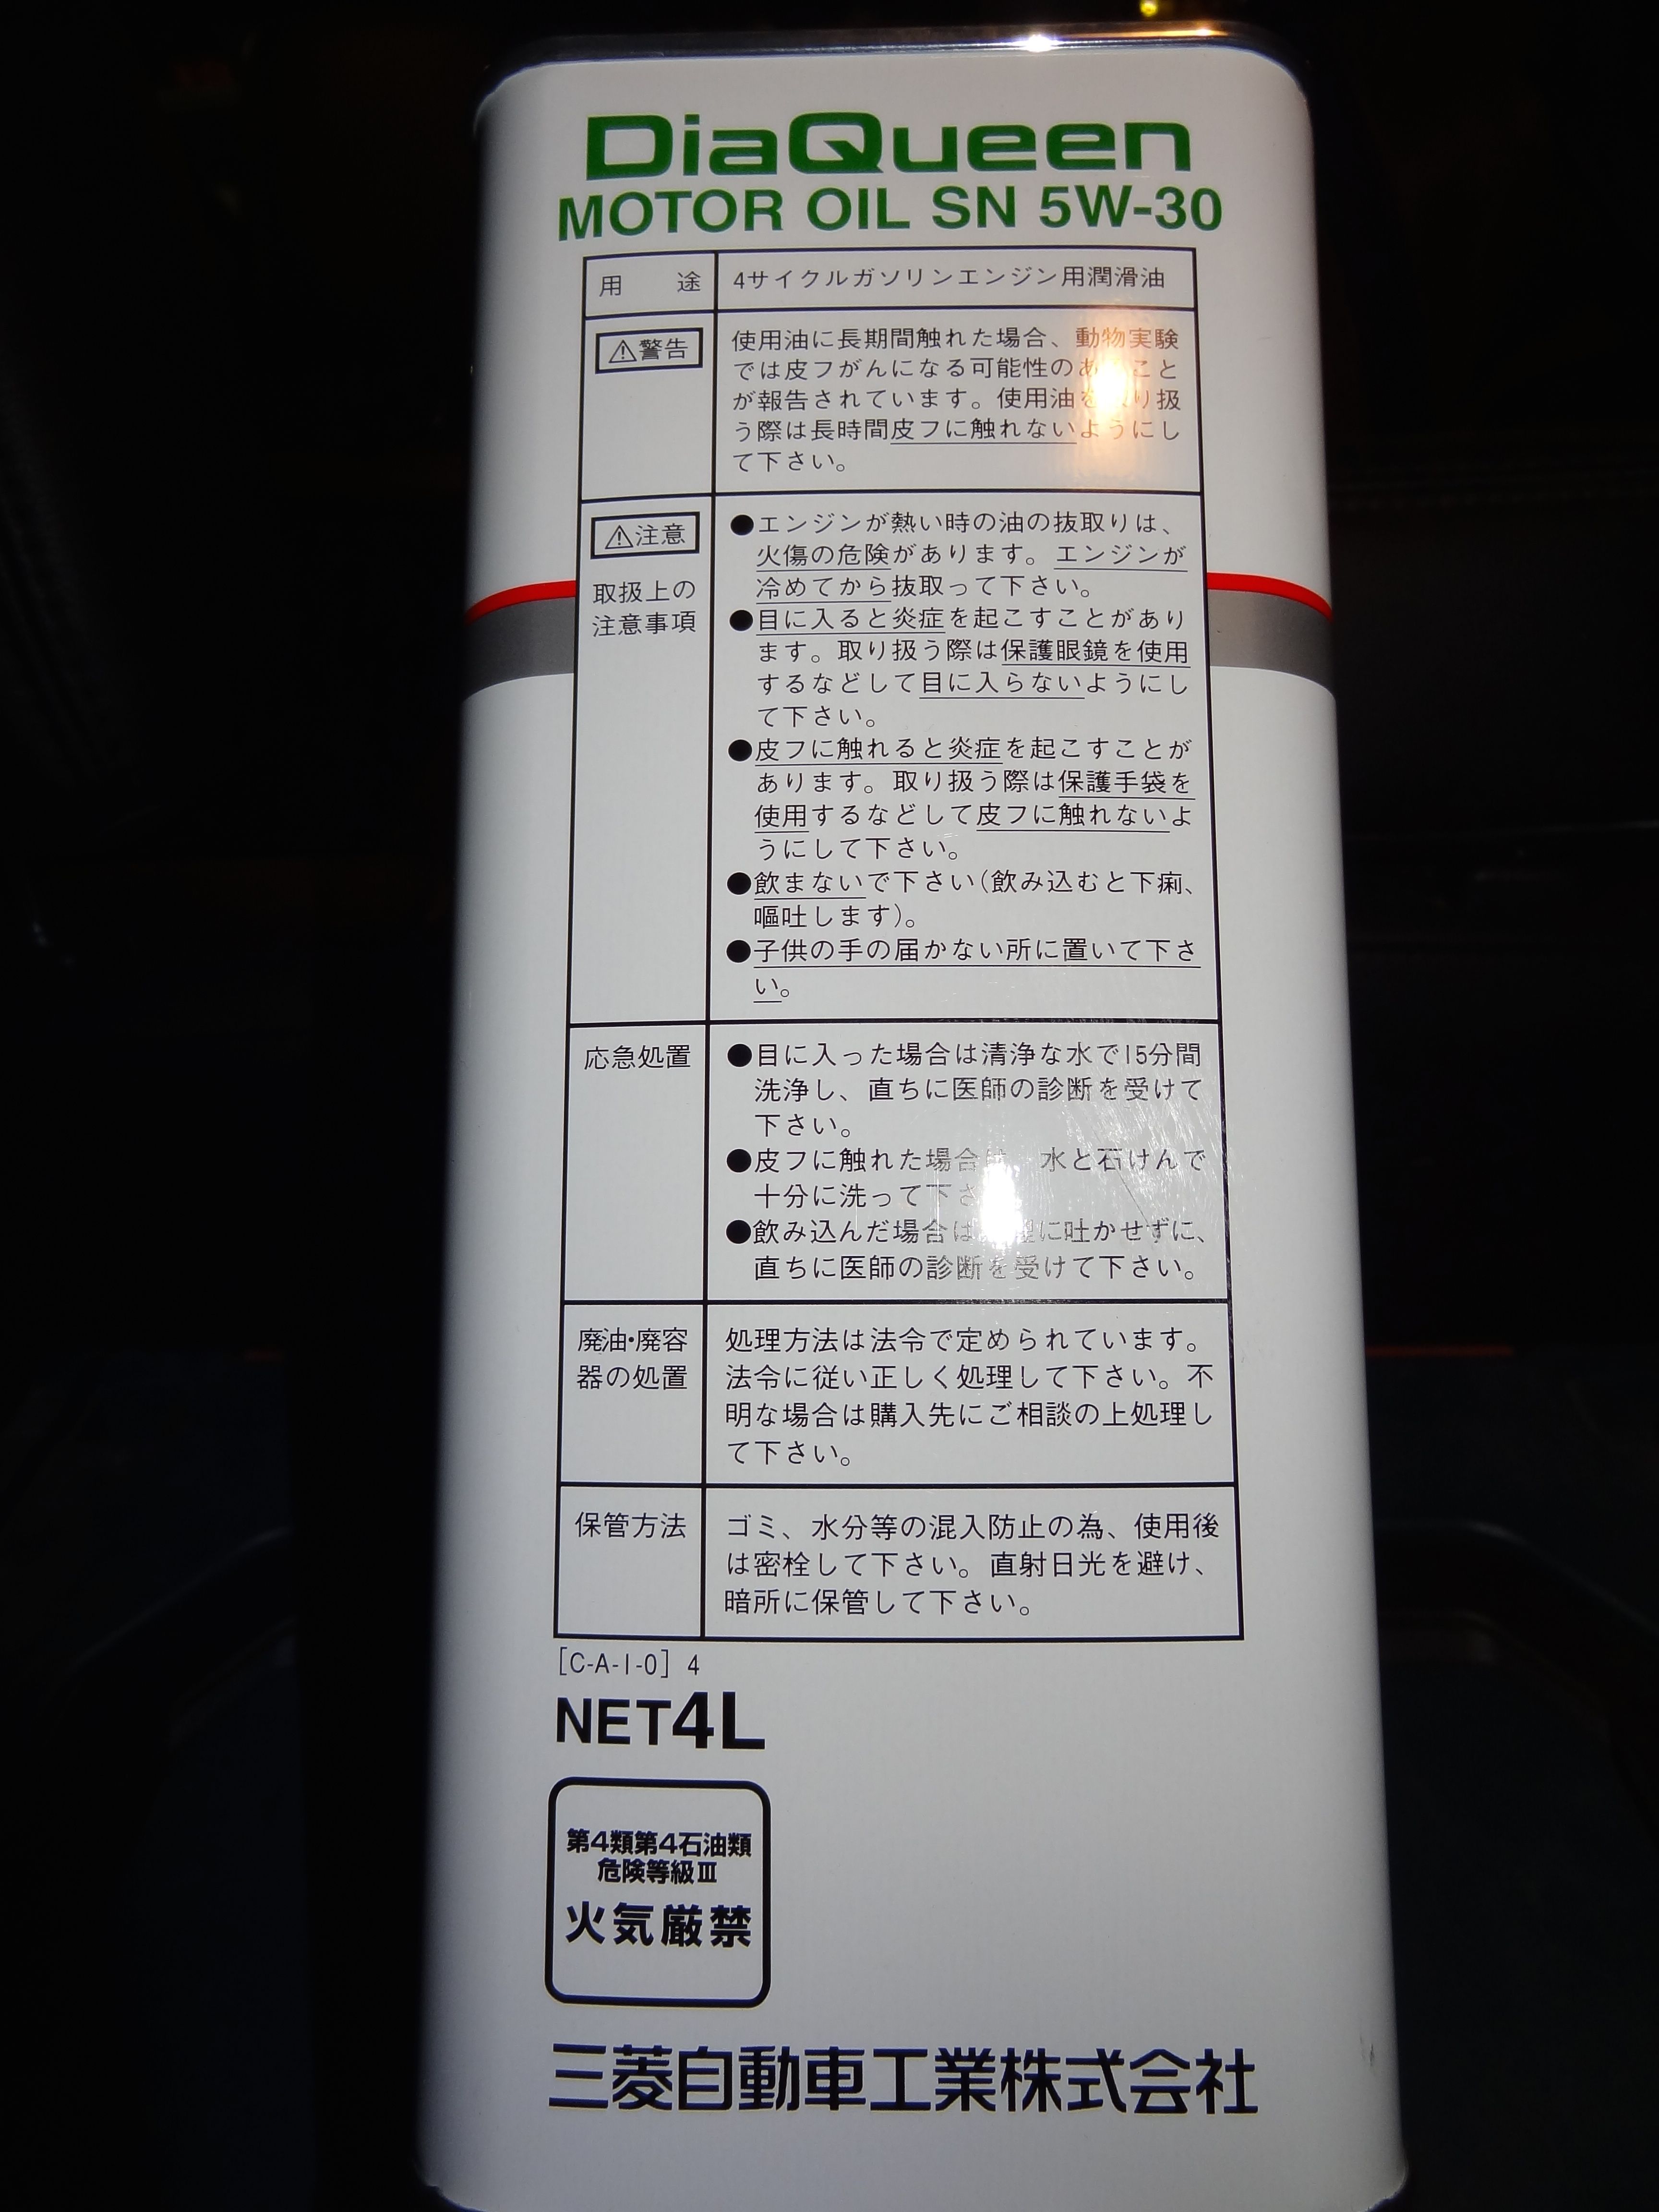 DiaQueen
MOTOR OIL SN 5W-30
用 途
4サイクルガソリンエンジン用潤滑油
⚠警告
使用油に長期間触れた場合、動物実験
では皮フがんになる可能性のあること
が報告されています。使用油を り扱
う際は長時間皮フに触れないようにし
て下さい。
⚠注意
取扱上の
注意事項
●エンジンが熱い時の油の抜取りは、
火傷の危険があります。エンジンが
冷めてから抜取って下さい。
●目に入ると炎症を起こすことがあり
ます。取り扱う際は保護眼鏡を使用
するなどして目に入らないようにし
て下さい。
●皮フに触れると炎症を起こすことが
あります。取り扱う際は保護手袋を
使用するなどして皮フに触れないよ
うにして下さい。
●飲まないで下さい(飲み込むと下痢、
嘔吐します)。
●子供の手の届かない所に置いて下さ
い。
応急処置
●目に入った場合は清浄な水で15分間
洗浄し、直ちに医師の診断を受けて
下さい。
●皮フに触れた場合は 水と石けんで
十分に洗って下さ
●飲み込んだ場合は 理に吐かせずに、
直ちに医師の診断を受けて下さい。
廃油・廃容
器の処置
処理方法は法令で定められています。
法令に従い正しく処理して下さい。不
明な場合は購入先にご相談の上処理し
て下さい。
保管方法
ゴミ、水分等の混入防止の為、使用後
は密栓して下さい。直射日光を避け、
暗所に保管して下さい。
[C-A-1-0] 4
NET4L
第4類第4石油類
危険等級Ⅲ
火気厳禁
三菱自動車工業株式会社